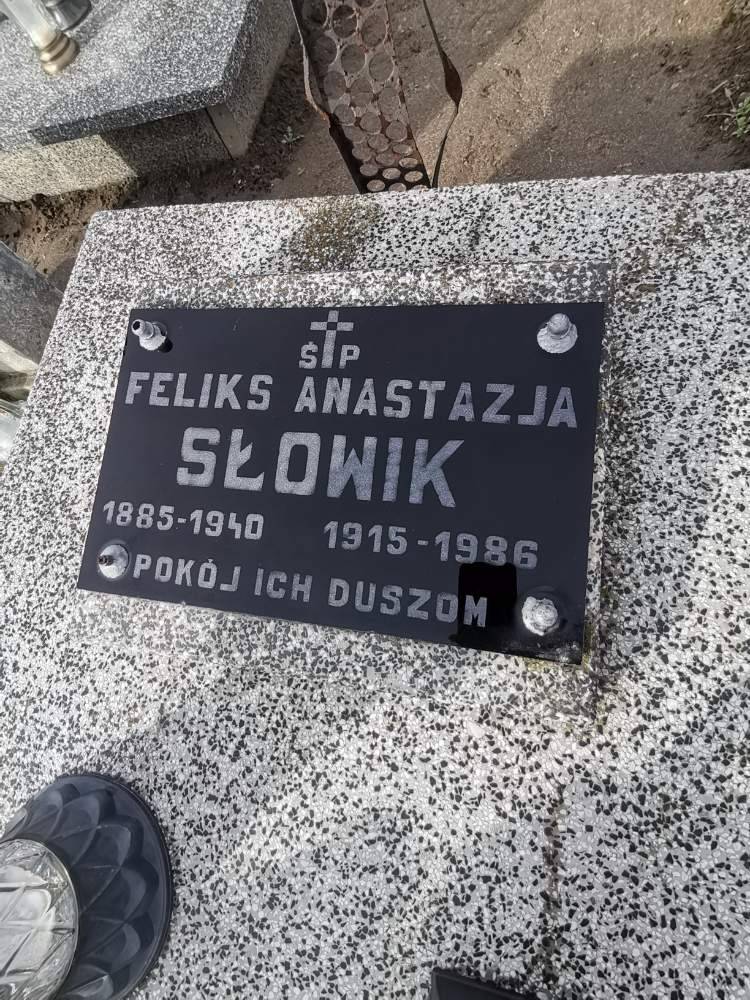 ŚP
FELIKS ANASTAZJA
SŁOWIK
1885-1940 1915-1986
POKÓJ ICH DUSZOM